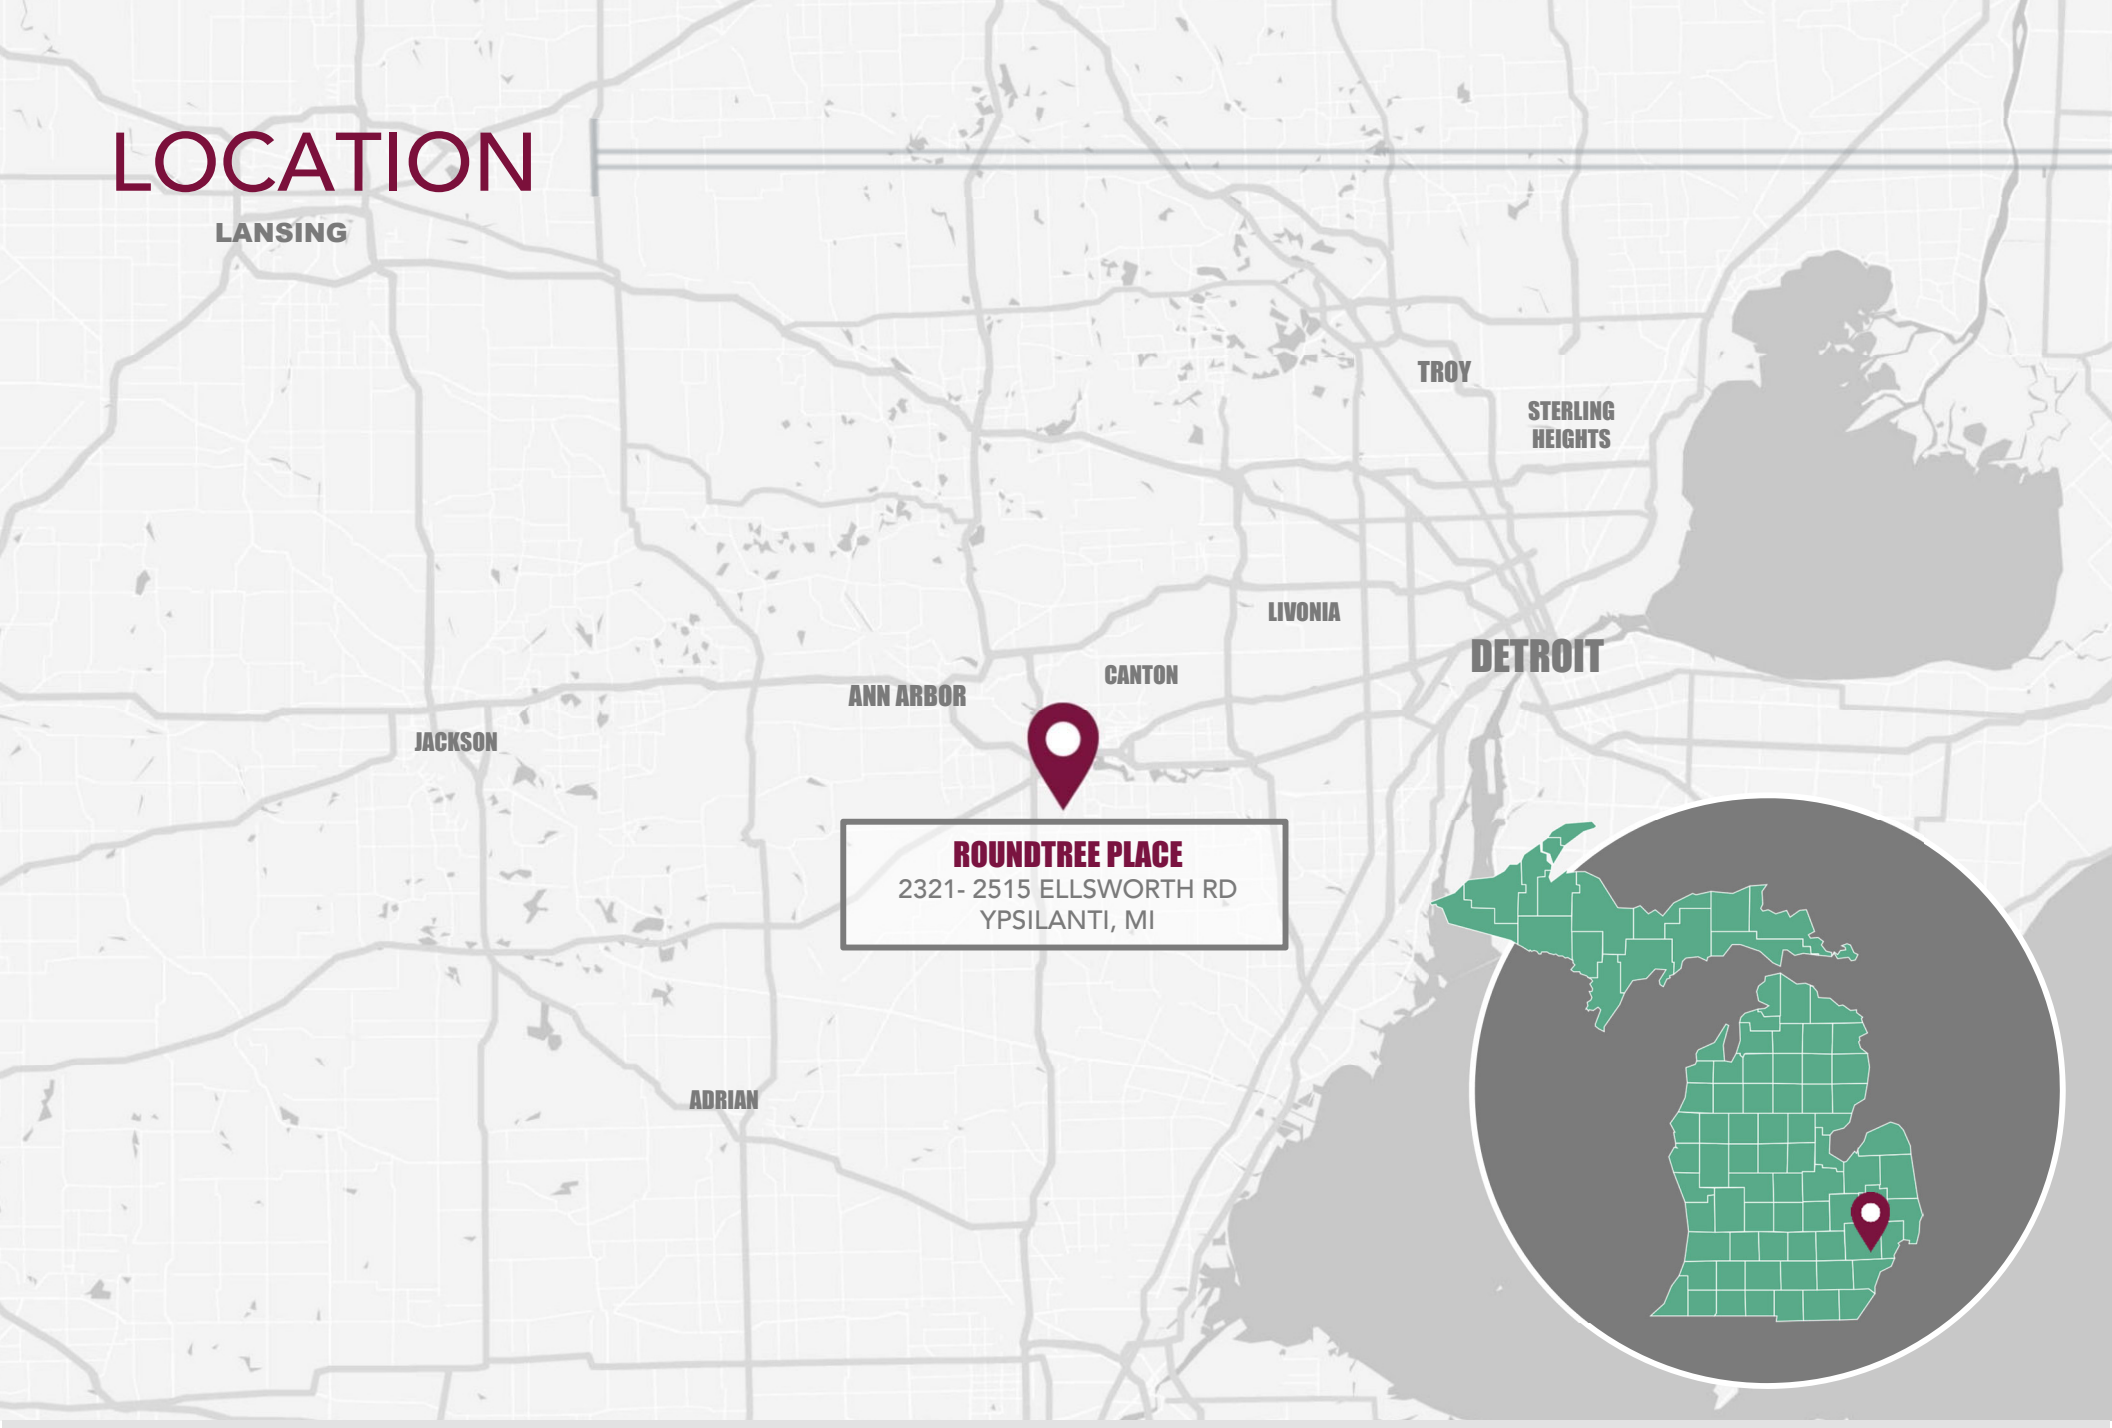 LOCATION
LANSING
TROY
STERLING
HEIGHTS
LIVONIA
DETROIT
CANTON
ANN ARBOR
JACKSON
ROUNDTREE PLACE
2321- 2515 ELLSWORTH RD
YPSILANTI, MI
ADRIAN